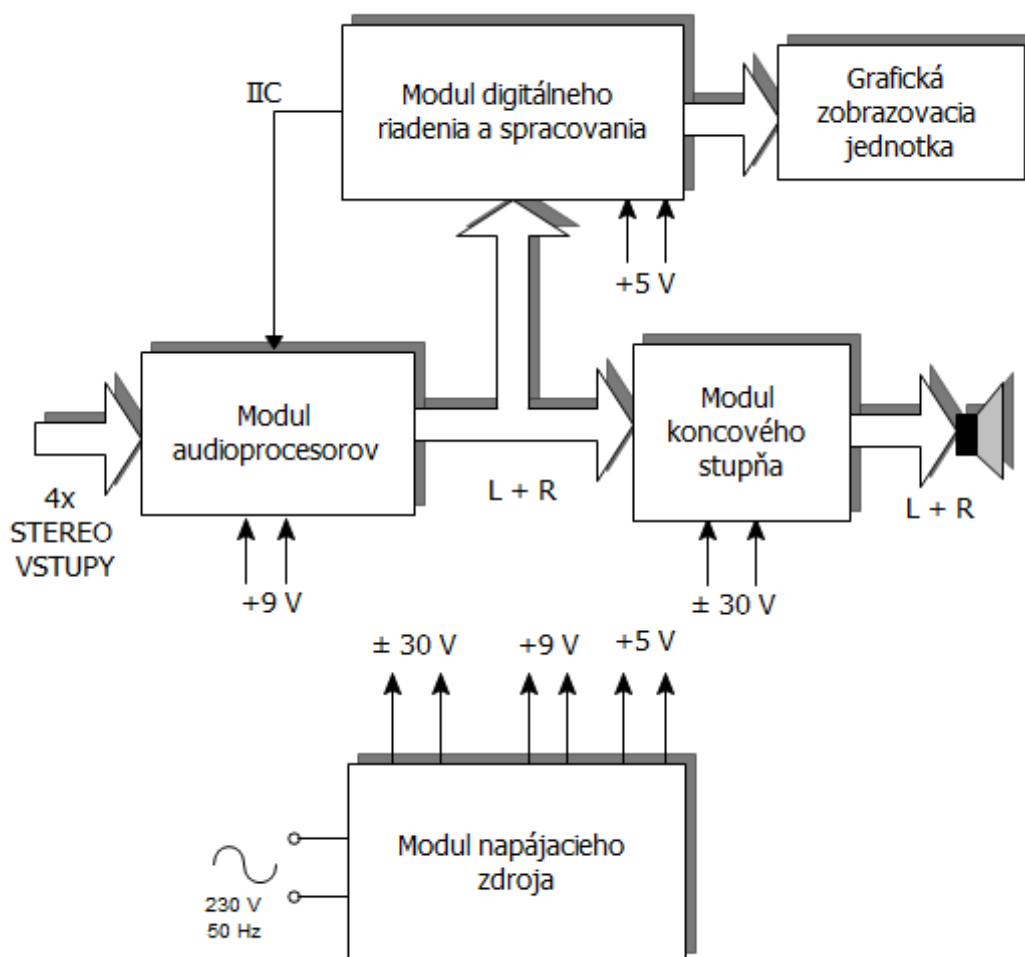 IIC
Modul digitálneho
riadenia a spracovania
Grafická
zobrazovacia
jednotka
+5 V
Modul
audioprocesorov
Modul
koncového
stupňa
4x
STEREO
VSTUPY
L + R
L + R
+9 V
± 30 V
± 30 V
+9 V
+5 V
Modul napájacieho
zdroja
230 V
50 Hz